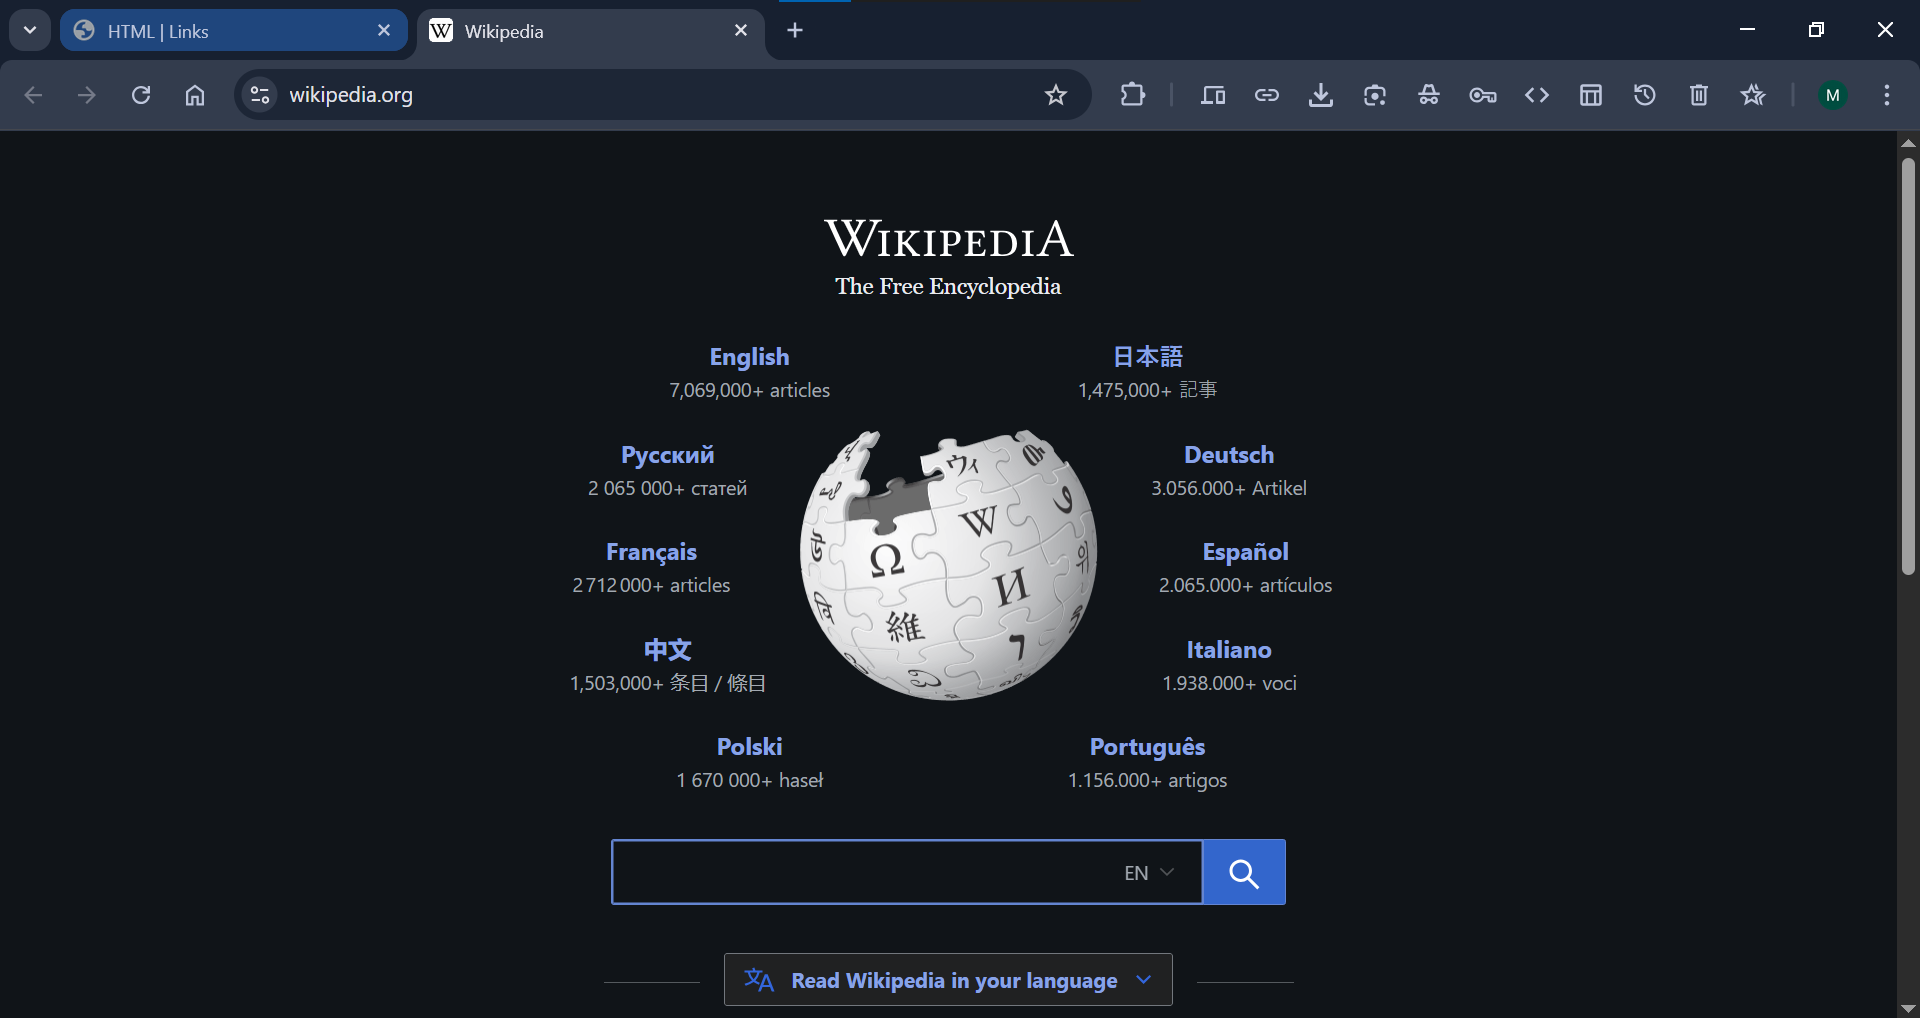 HTML | Links
Wikipedia
wikipedia.org
M
WIKIPEDIA
The Free Encyclopedia
English
7,069,000+ articles
日本語
1,475,000+ 記事
Русский
2 065 000+ статей
Deutsch
3.056.000+ Artikel
Français
2 712 000+ articles
Español
2.065.000+ artículos
中文
1,503,000+ 条目 / 條目
Italiano
1.938.000+ voci
Polski
1 670 000+ haseł
Português
1.156.000+ artigos
Ω
W
И
維
ウィ
EN
Read Wikipedia in your language